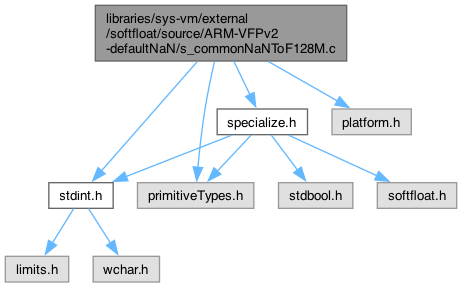 libraries/sys-vm/external
/softfloat/source/ARM-VFPv2
-defaultNaN/s_commonNaNToF128M.c
specialize.h
platform.h
stdint.h
primitiveTypes.h
stdbool.h
softfloat.h
limits.h
wchar.h